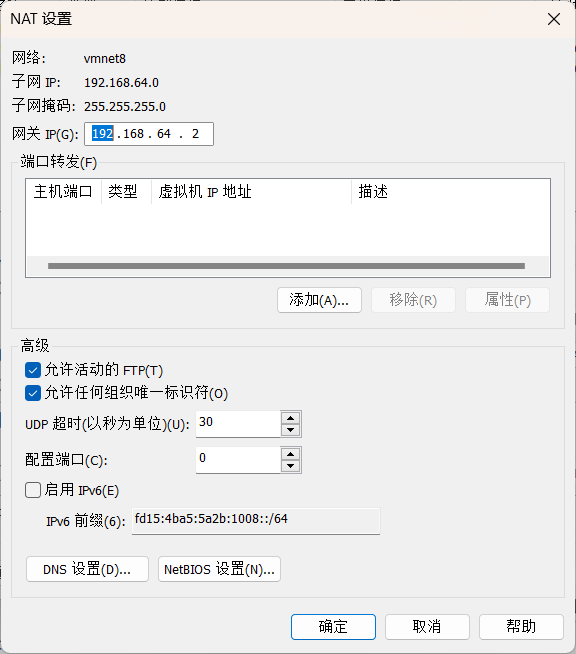 NAT 设置
网络: vmnet8
子网 IP: 192.168.64.0
子网掩码: 255.255.255.0
网关 IP(G): 192 . 168 . 64 . 2
端口转发(F)
主机端口 类型 虚拟机 IP 地址 描述
添加(A)... 移除(R) 属性(P)
高级
允许活动的 FTP(T)
允许任何组织唯一标识符(O)
UDP 超时(以秒为单位)(U): 30
配置端口(C): 0
启用 IPv6(E)
IPv6 前缀(6): fd15:4ba5:5a2b:1008::/64
DNS 设置(D)... NetBIOS 设置(N)...
确定 取消 帮助